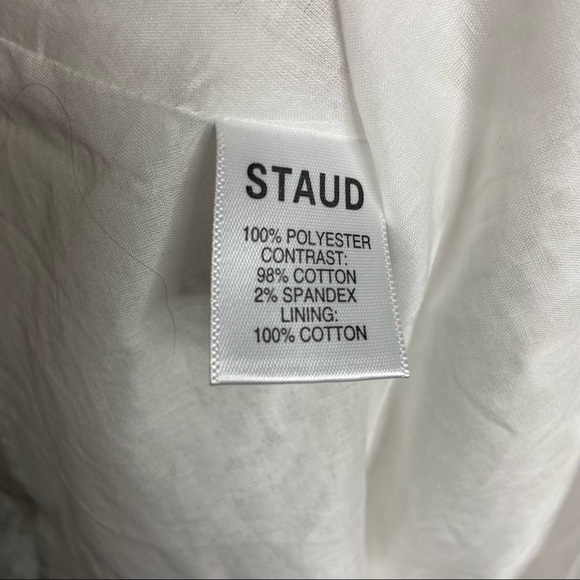 STAUD
100% POLYESTER
CONTRAST:
98% COTTON
2% SPANDEX
LINING:
100% COTTON